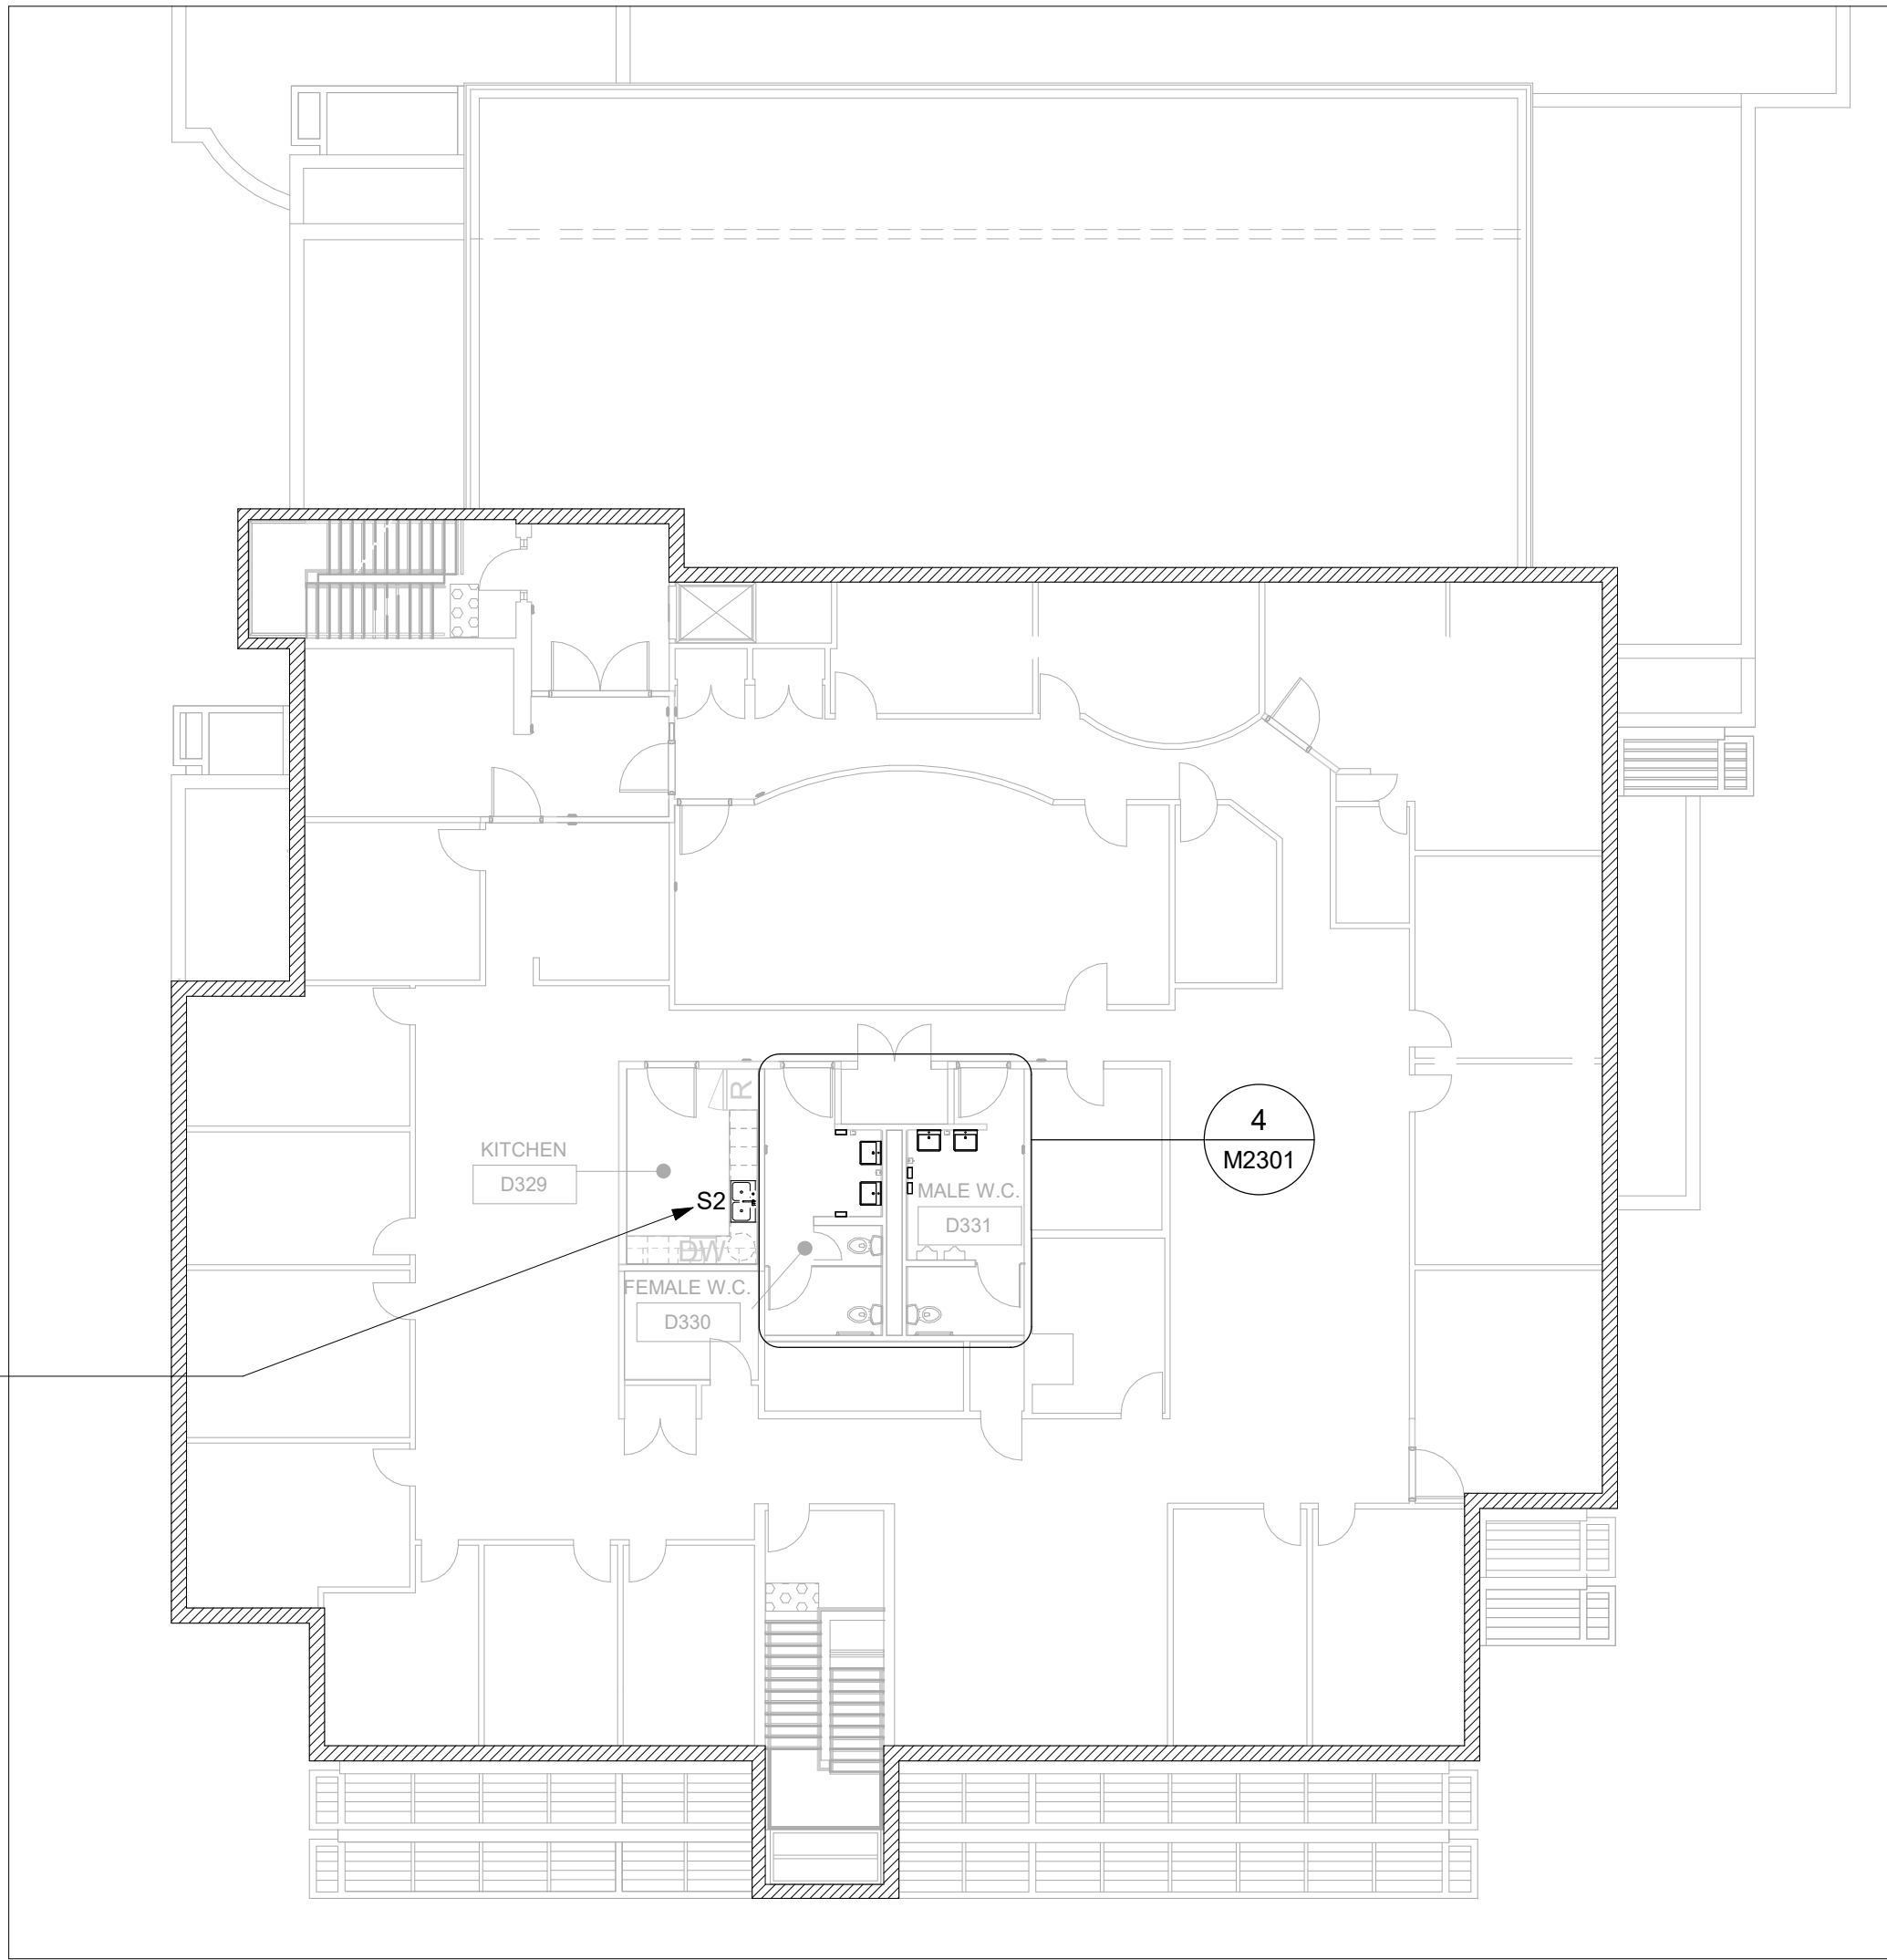 R
KITCHEN
D329
S2
DW
FEMALE W.C.
D330
MALE W.C.
D331
4
M2301